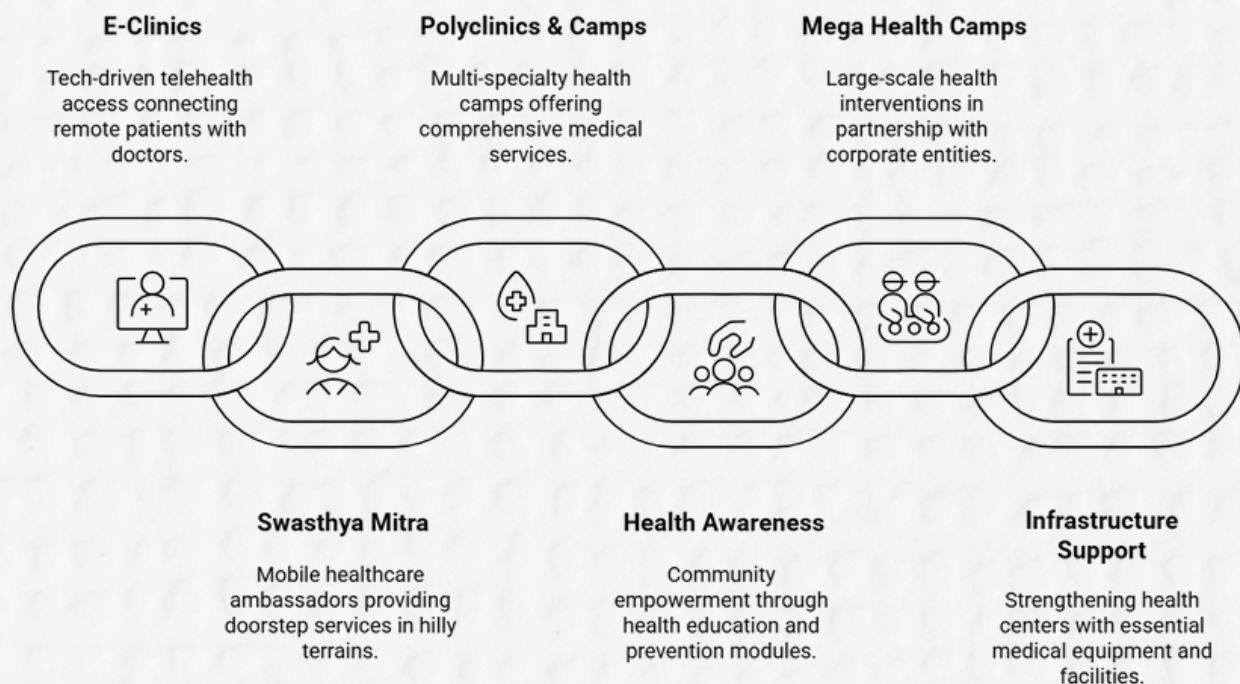 E-Clinics
Tech-driven telehealth
access connecting
remote patients with
doctors.
Polyclinics & Camps
Multi-specialty health
camps offering
comprehensive medical
services.
Mega Health Camps
Large-scale health
interventions in
partnership with
corporate entities.
Swasthya Mitra
Mobile healthcare
ambassadors providing
doorstep services in hilly
terrains.
Health Awareness
Community
empowerment through
health education and
prevention modules.
Infrastructure
Support
Strengthening health
centers with essential
medical equipment and
facilities.